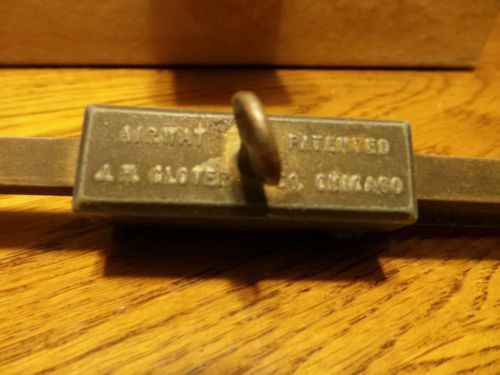 AIRWAY PATENTED
J. H. GLOVER CO. CHICAGO